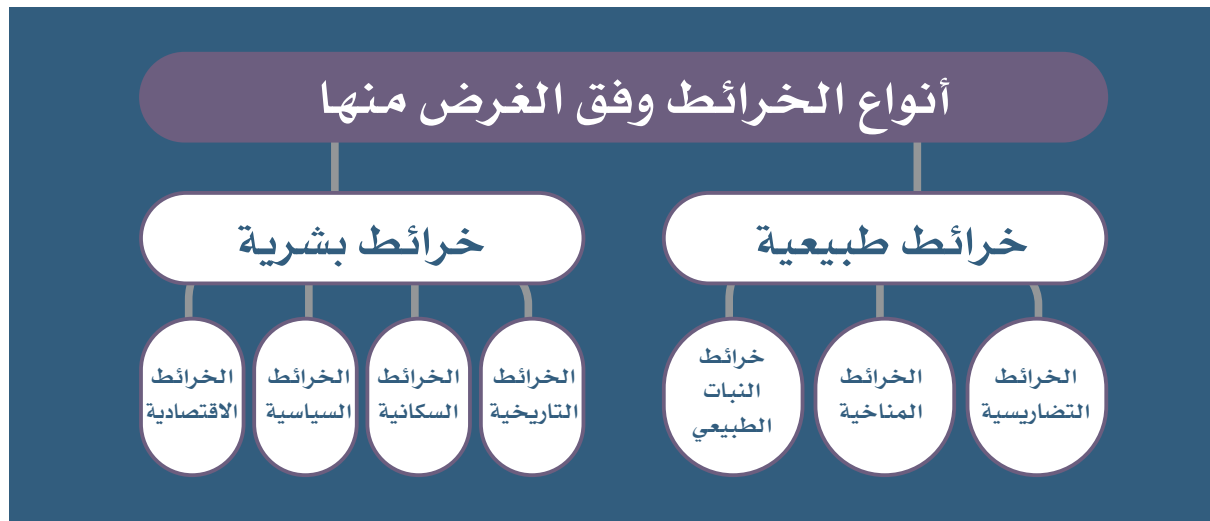 أنواع الخرائط وفق الغرض منها
خرائط طبيعية
خرائط بشرية
الخرائط
التضاريسية
الخرائط
المناخية
خرائط
النبات
الطبيعي
الخرائط
التاريخية
الخرائط
السكانية
الخرائط
السياسية
الخرائط
الاقتصادية